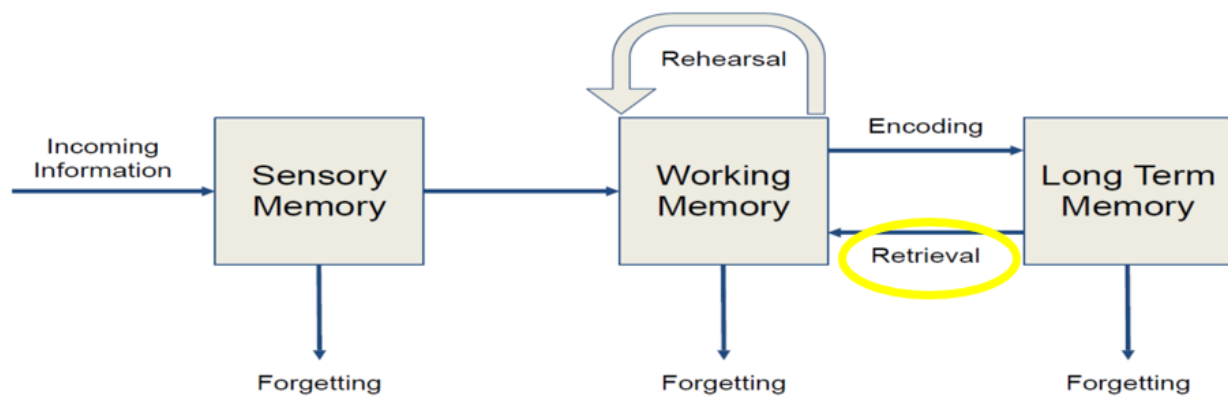 Rehearsal
Incoming
Information
Sensory
Memory
Working
Memory
Encoding
Retrieval
Long Term
Memory
Forgetting
Forgetting
Forgetting